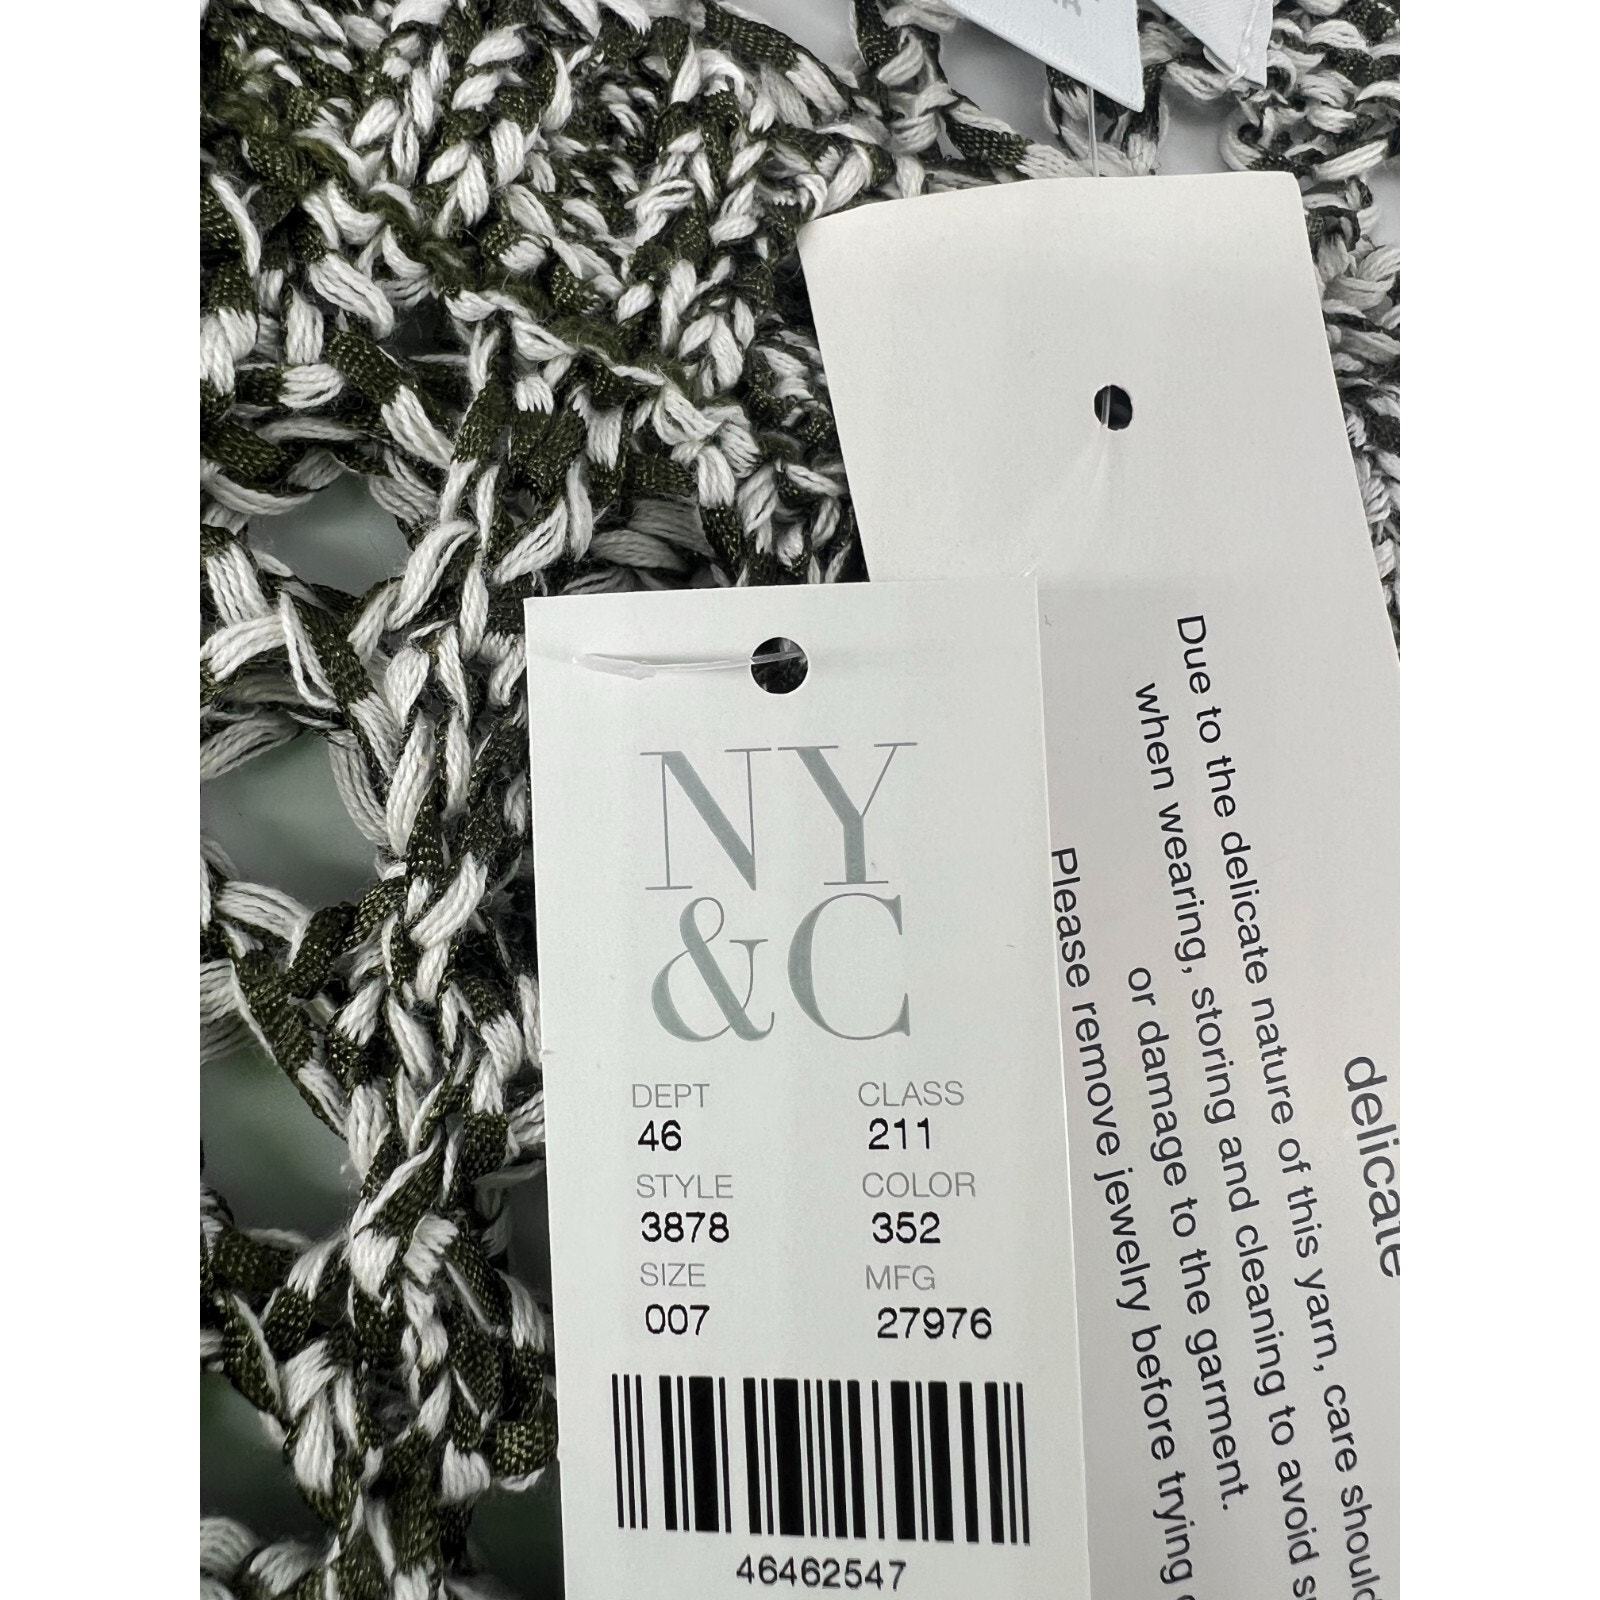 NY
&C
DEPT CLASS
46 211
STYLE COLOR
3878 352
SIZE MFG
007 27976
46462547
delicate
Due to the delicate nature of this yarn, care should
when wearing, storing and cleaning to avoid
or damage to the garment.
Please remove jewelry before trying